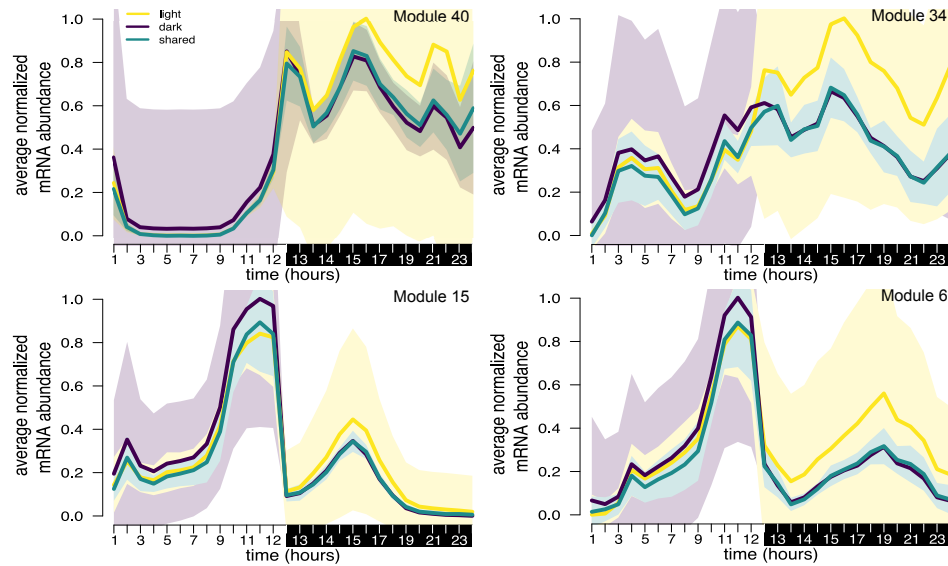 Module 40
light
dark
shared
average normalized
mRNA abundance
1.0
0.8
0.6
0.4
0.2
0.0
1 3 5 7 9 10 12 13 15 17 19 21 23
time (hours)
Module 34
average normalized
mRNA abundance
1.0
0.8
0.6
0.4
0.2
0.0
1 3 5 7 9 10 12 13 15 17 19 21 23
time (hours)
Module 15
average normalized
mRNA abundance
1.0
0.8
0.6
0.4
0.2
0.0
1 3 5 7 9 10 12 13 15 17 19 21 23
time (hours)
Module 6
average normalized
mRNA abundance
1.0
0.8
0.6
0.4
0.2
0.0
1 3 5 7 9 10 12 13 15 17 19 21 23
time (hours)